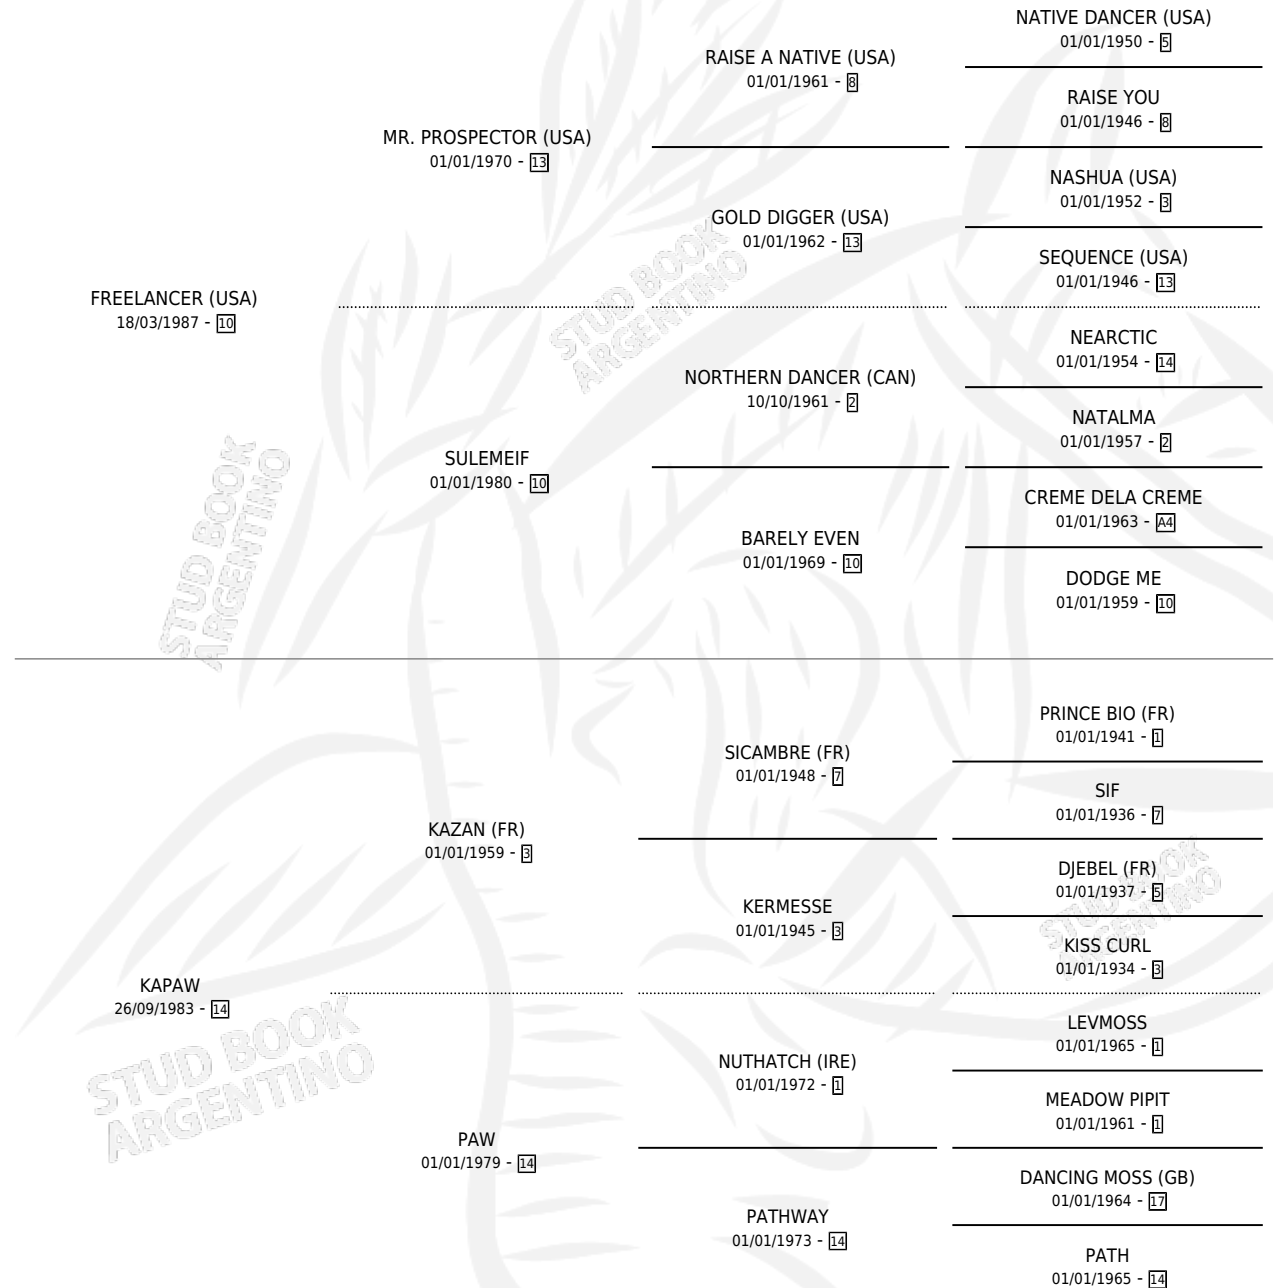 NATIVE DANCER (USA)
01/01/1950 - 5
RAISE A NATIVE (USA)
01/01/1961 - 8
RAISE YOU
01/01/1946 - 8
MR. PROSPECTOR (USA)
01/01/1970 - 13
NASHUA (USA)
01/01/1952 - 3
GOLD DIGGER (USA)
01/01/1962 - 13
SEQUENCE (USA)
01/01/1946 - 13
FREELANCER (USA)
18/03/1987 - 10
STUD BOOK
ARGENTINO
NEARCTIC
01/01/1954 - 14
NORTHERN DANCER (CAN)
10/10/1961 - 2
NATALMA
01/01/1957 - 2
SULEMEIF
01/01/1980 - 10
CREME DELA CREME
01/01/1963 - A4
BARELY EVEN
01/01/1969 - 10
DODGE ME
01/01/1959 - 10
STUD BOOK
ARGENTINO
PRINCE BIO (FR)
01/01/1941 - 1
SICAMBRE (FR)
01/01/1948 - 7
SIF
01/01/1936 - 7
KAZAN (FR)
01/01/1959 - 3
DJEBEL (FR)
01/01/1937 - 5
KERMESSE
01/01/1945 - 3
STUD BOOK
ARGENTINO
KISS CURL
01/01/1934 - 3
KAPAW
26/09/1983 - 14
STUD BOOK
ARGENTINO
LEVMOSS
01/01/1965 - 1
NUTHATCH (IRE)
01/01/1972 - 1
MEADOW PIPIT
01/01/1961 - 1
PAW
01/01/1979 - 14
DANCING MOSS (GB)
01/01/1964 - 17
PATHWAY
01/01/1973 - 14
PATH
01/01/1965 - 14